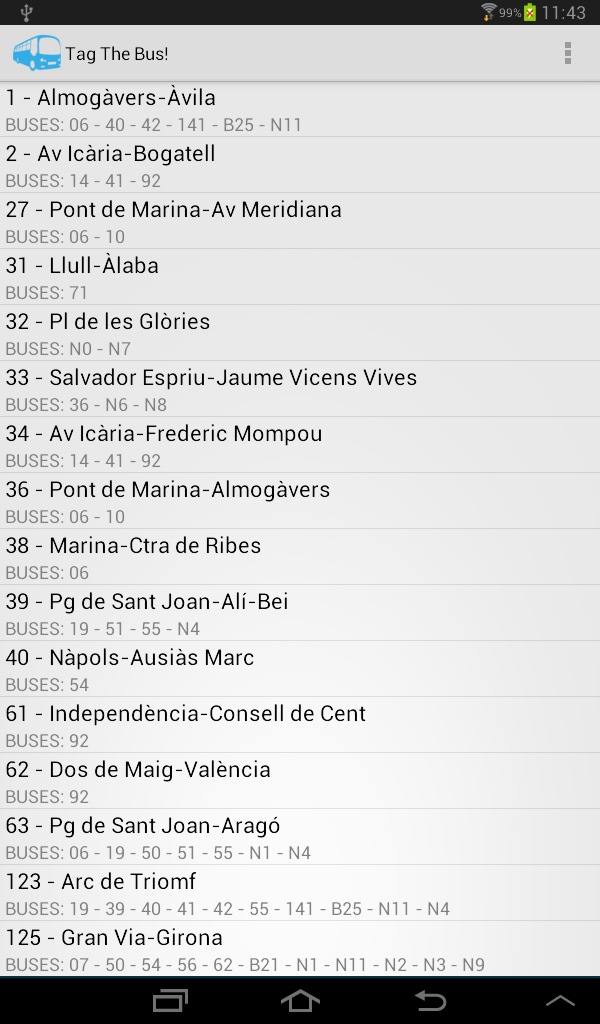 99% 11:43
Tag The Bus!
1 - Almogàvers-Àvila
BUSES: 06 - 40 - 42 - 141 - B25 - N11
2 - Av Icària-Bogatell
BUSES: 14 - 41 - 92
27 - Pont de Marina-Av Meridiana
BUSES: 06 - 10
31 - Llull-Àlaba
BUSES: 71
32 - Pl de les Glòries
BUSES: N0 - N7
33 - Salvador Espriu-Jaume Vicens Vives
BUSES: 36 - N6 - N8
34 - Av Icària-Frederic Mompou
BUSES: 14 - 41 - 92
36 - Pont de Marina-Almogàvers
BUSES: 06 - 10
38 - Marina-Ctra de Ribes
BUSES: 06
39 - Pg de Sant Joan-Alí-Bei
BUSES: 19 - 51 - 55 - N4
40 - Nàpols-Ausiàs Marc
BUSES: 54
61 - Independència-Consell de Cent
BUSES: 92
62 - Dos de Maig-València
BUSES: 92
63 - Pg de Sant Joan-Aragó
BUSES: 06 - 19 - 50 - 51 - 55 - N1 - N4
123 - Arc de Triomf
BUSES: 19 - 39 - 40 - 41 - 42 - 55 - 141 - B25 - N11 - N4
125 - Gran Via-Girona
BUSES: 07 - 50 - 54 - 56 - 62 - B21 - N1 - N11 - N2 - N3 - N9